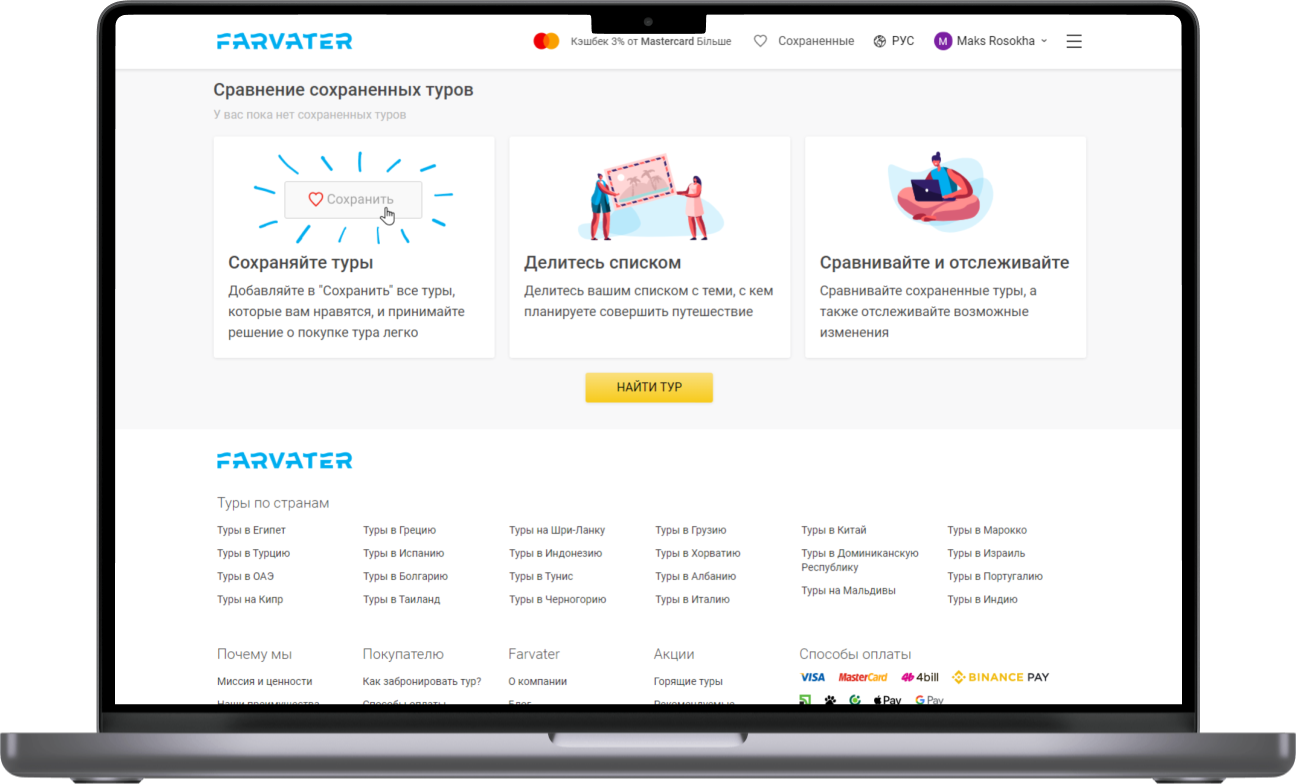 FARVATER
Кэшбек 3% от Mastercard Більше
Сохраненные
РУС
M
Maks Rosokha
Сравнение сохраненных туров
У вас пока нет сохраненных туров
Сохранить
Сохраняйте туры
Добавляйте в "Сохранить" все туры,
которые вам нравятся, и принимайте
решение о покупке тура легко
Делитесь списком
Делитесь вашим списком с теми, с кем
планируете совершить путешествие
Сравнивайте и отслеживайте
Сравнивайте сохраненные туры, а
также отслеживайте возможные
изменения
НАЙТИ ТУР
FARVATER
Туры по странам
Туры в Египет
Туры в Турцию
Туры в ОАЭ
Туры на Кипр
Туры в Грецию
Туры в Испанию
Туры в Болгарию
Туры в Таиланд
Туры на Шри-Ланку
Туры в Индонезию
Туры в Тунис
Туры в Черногорию
Туры в Грузию
Туры в Хорватию
Туры в Албанию
Туры в Италию
Туры в Китай
Туры в Доминиканскую
Республику
Туры на Мальдивы
Туры в Марокко
Туры в Израиль
Туры в Португалию
Туры в Индию
Почему мы
Миссия и ценности
Наши преимущества
Покупателю
Как забронировать тур?
Способы оплаты
Farvater
О компании
Блог
Акции
Горящие туры
Рекомендуемые
Способы оплаты
VISA
MasterCard
4bill
BINANCE PAY
Pay
G Pay